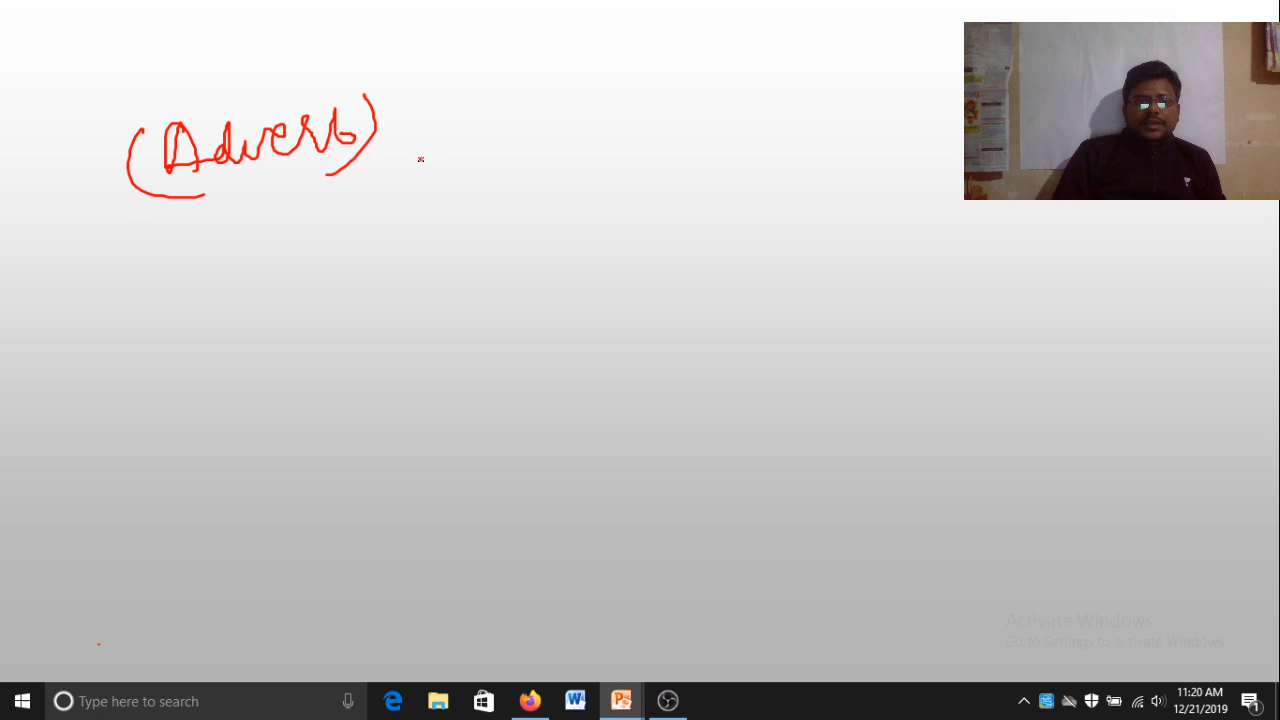 (Adverb)
Activate Windows
Go to Settings to activate Windows.
Type here to search
11:20 AM
12/21/2019